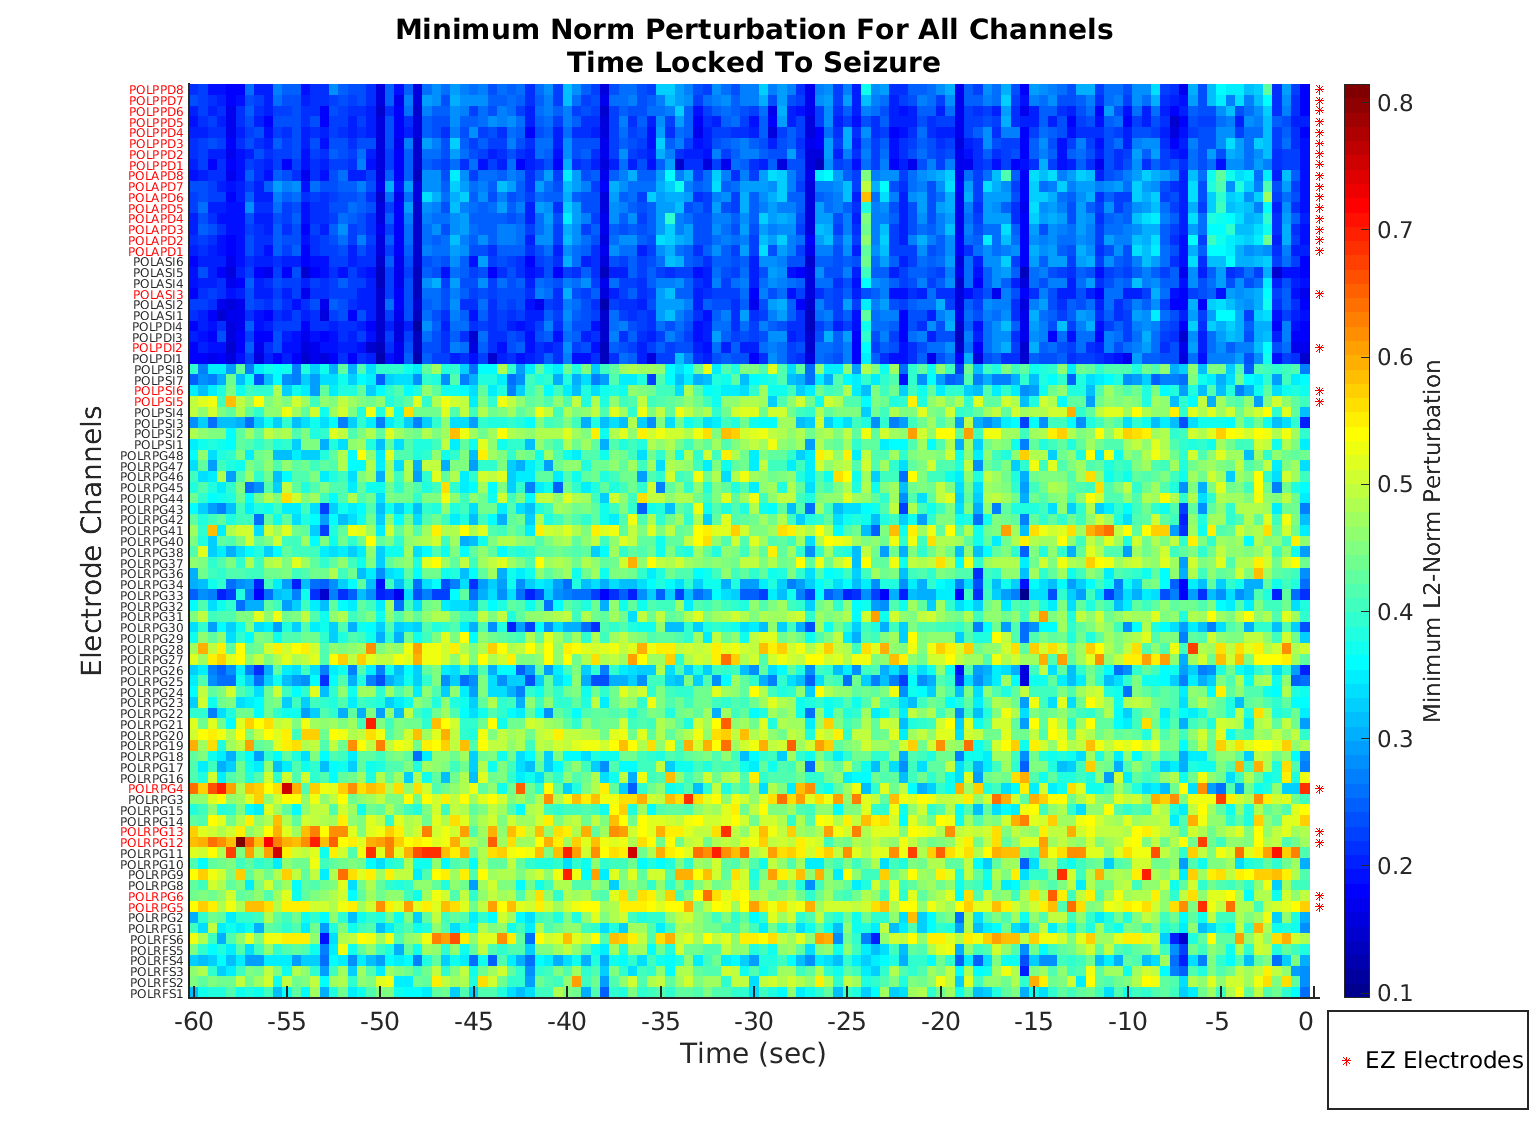 Minimum Norm Perturbation For All Channels
Time Locked To Seizure
Electrode Channels
POLPPD8
POLPPD7
POLPPD6
POLPPD5
POLPPD4
POLPPD3
POLPPD2
POLPPD1
POLAPD8
POLAPD7
POLAPD6
POLAPD5
POLAPD4
POLAPD3
POLAPD2
POLAPD1
POLASI6
POLASI5
POLASI4
POLASI3
POLASI2
POLASI1
POLPDI4
POLPDI3
POLPDI2
POLPDI1
POLPSI8
POLPSI7
POLPSI6
POLPSI5
POLPSI4
POLPSI3
POLPSI2
POLPSI1
POLRPG48
POLRPG47
POLRPG46
POLRPG45
POLRPG44
POLRPG43
POLRPG42
POLRPG41
POLRPG40
POLRPG38
POLRPG37
POLRPG36
POLRPG34
POLRPG33
POLRPG32
POLRPG31
POLRPG30
POLRPG29
POLRPG28
POLRPG27
POLRPG26
POLRPG25
POLRPG24
POLRPG23
POLRPG22
POLRPG21
POLRPG20
POLRPG19
POLRPG18
POLRPG17
POLRPG16
POLRPG4
POLRPG3
POLRPG15
POLRPG14
POLRPG13
POLRPG12
POLRPG11
POLRPG10
POLRPG9
POLRPG8
POLRPG6
POLRPG5
POLRPG2
POLRPG1
POLRFS6
POLRFS5
POLRFS4
POLRFS3
POLRFS2
POLRFS1
-60 -55 -50 -45 -40 -35 -30 -25 -20 -15 -10 -5 0
Time (sec)
0.8
0.7
0.6
0.5
0.4
0.3
0.2
0.1
Minimum L2-Norm Perturbation
EZ Electrodes